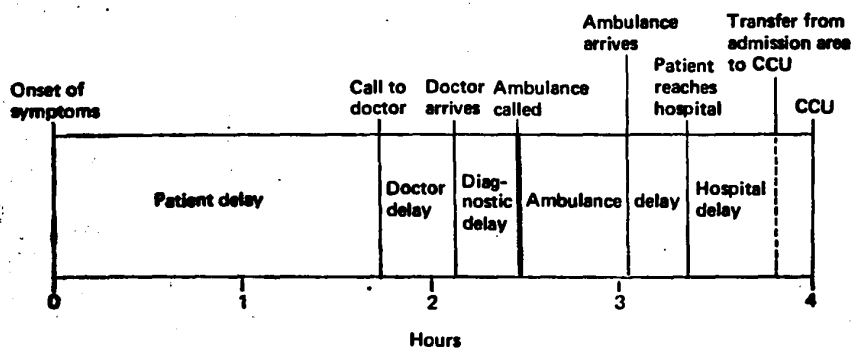 Onset of
symptoms
Call to
doctor
Doctor
arrives
Ambulance
called
Ambulance
arrives
Patient
reaches
hospital
Transfer from
admission area
to CCU
CCU
Patient delay
Doctor
delay
Diag-
nostic
delay
Ambulance delay
Hospital
delay
0 1 2 3 4
Hours